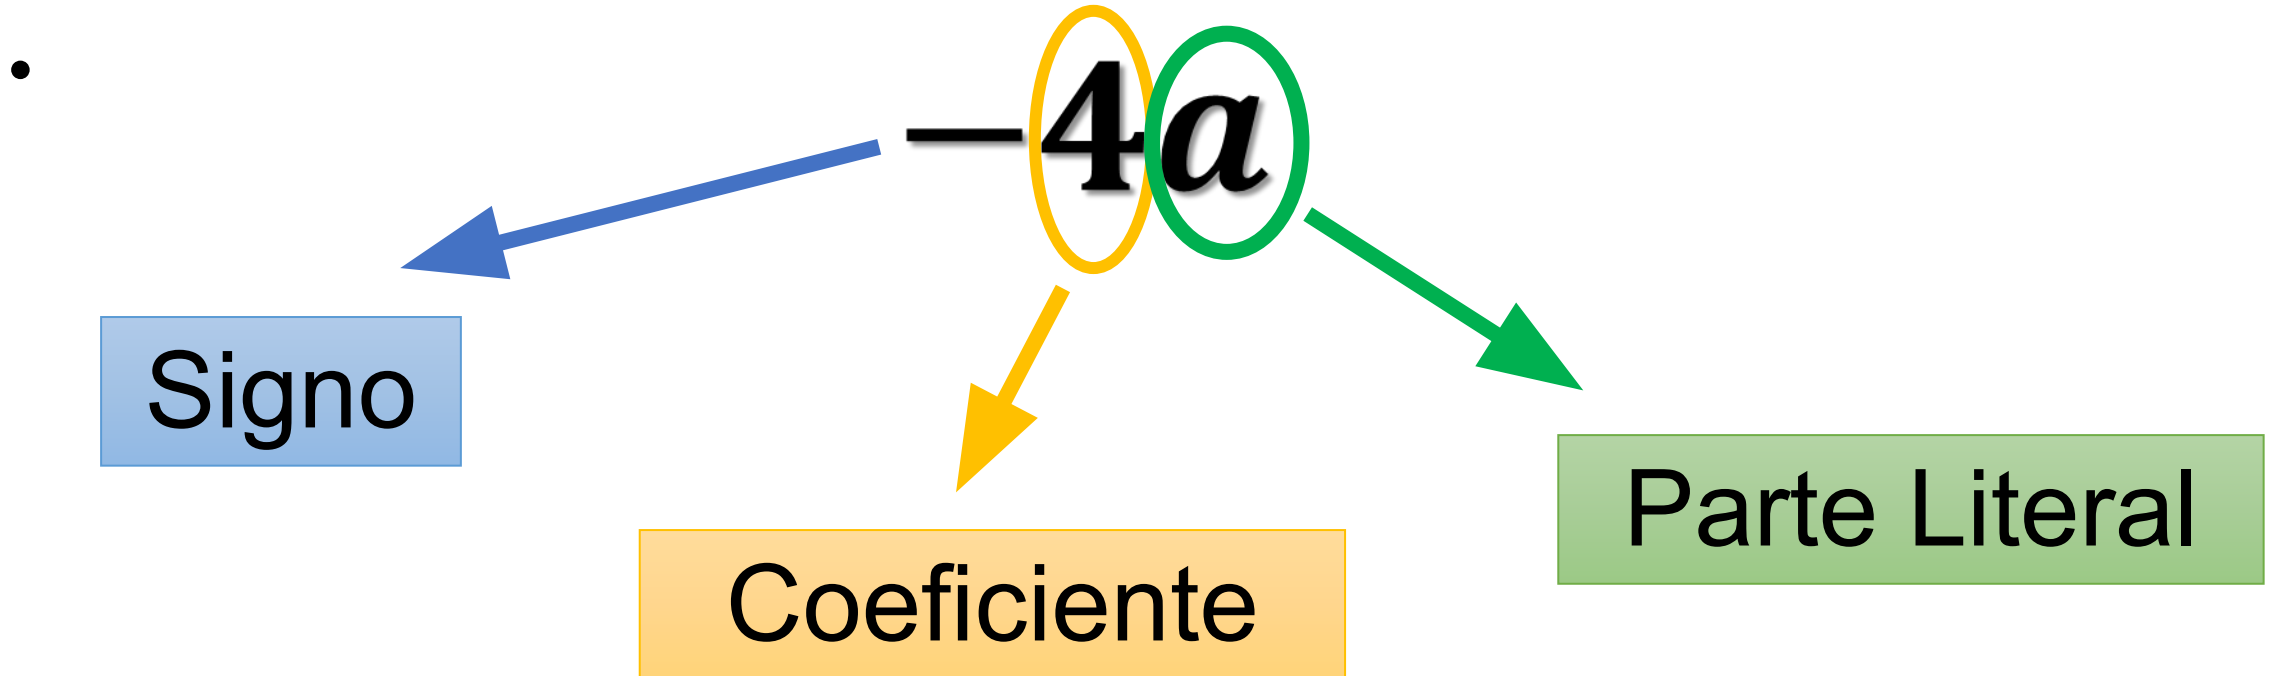 • −4a
Signo
Parte Literal
Coeficiente